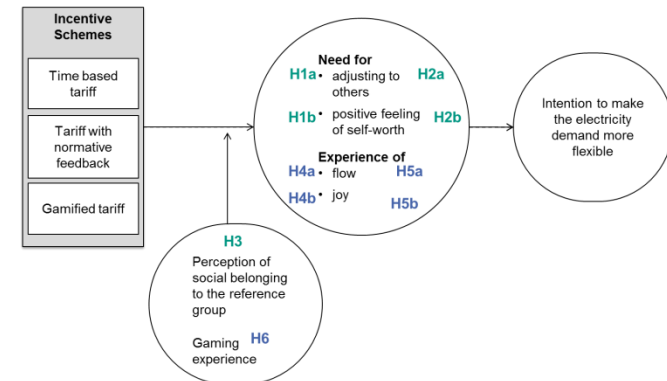 Incentive
Schemes
Time based
tariff
Tariff with
normative
feedback
Gamified tariff
Need for
H1a • adjusting to H2a
others
H1b • positive feeling H2b
of self-worth
Experience of
H4a • flow H5a
H4b • joy H5b
Intention to make
the electricity
demand more
flexible
H3
Perception of
social belonging
to the reference
group
Gaming H6
experience